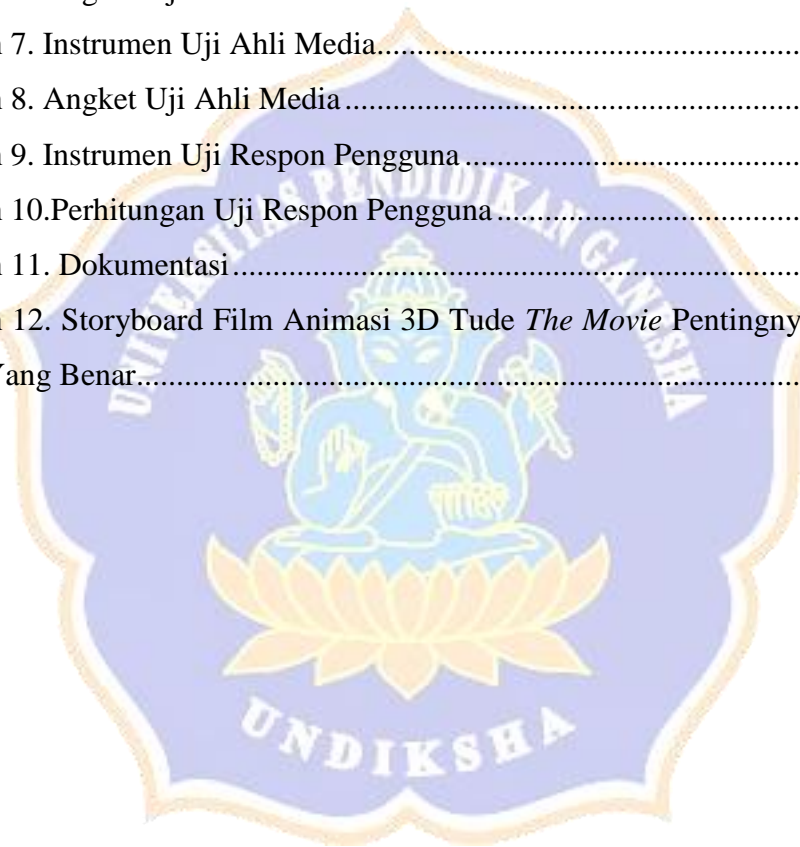 n 7. Instrumen Uji Ahli Media
n 8. Angket Uji Ahli Media
n 9. Instrumen Uji Respon Pengguna
n 10.Perhitungan Uji Respon Pengguna
n 11. Dokumentasi
n 12. Storyboard Film Animasi 3D Tude The Movie Pentingny
Yang Benar
UNIVERSITAS PENDIDIKAN GANESHA
UNDIKSHA